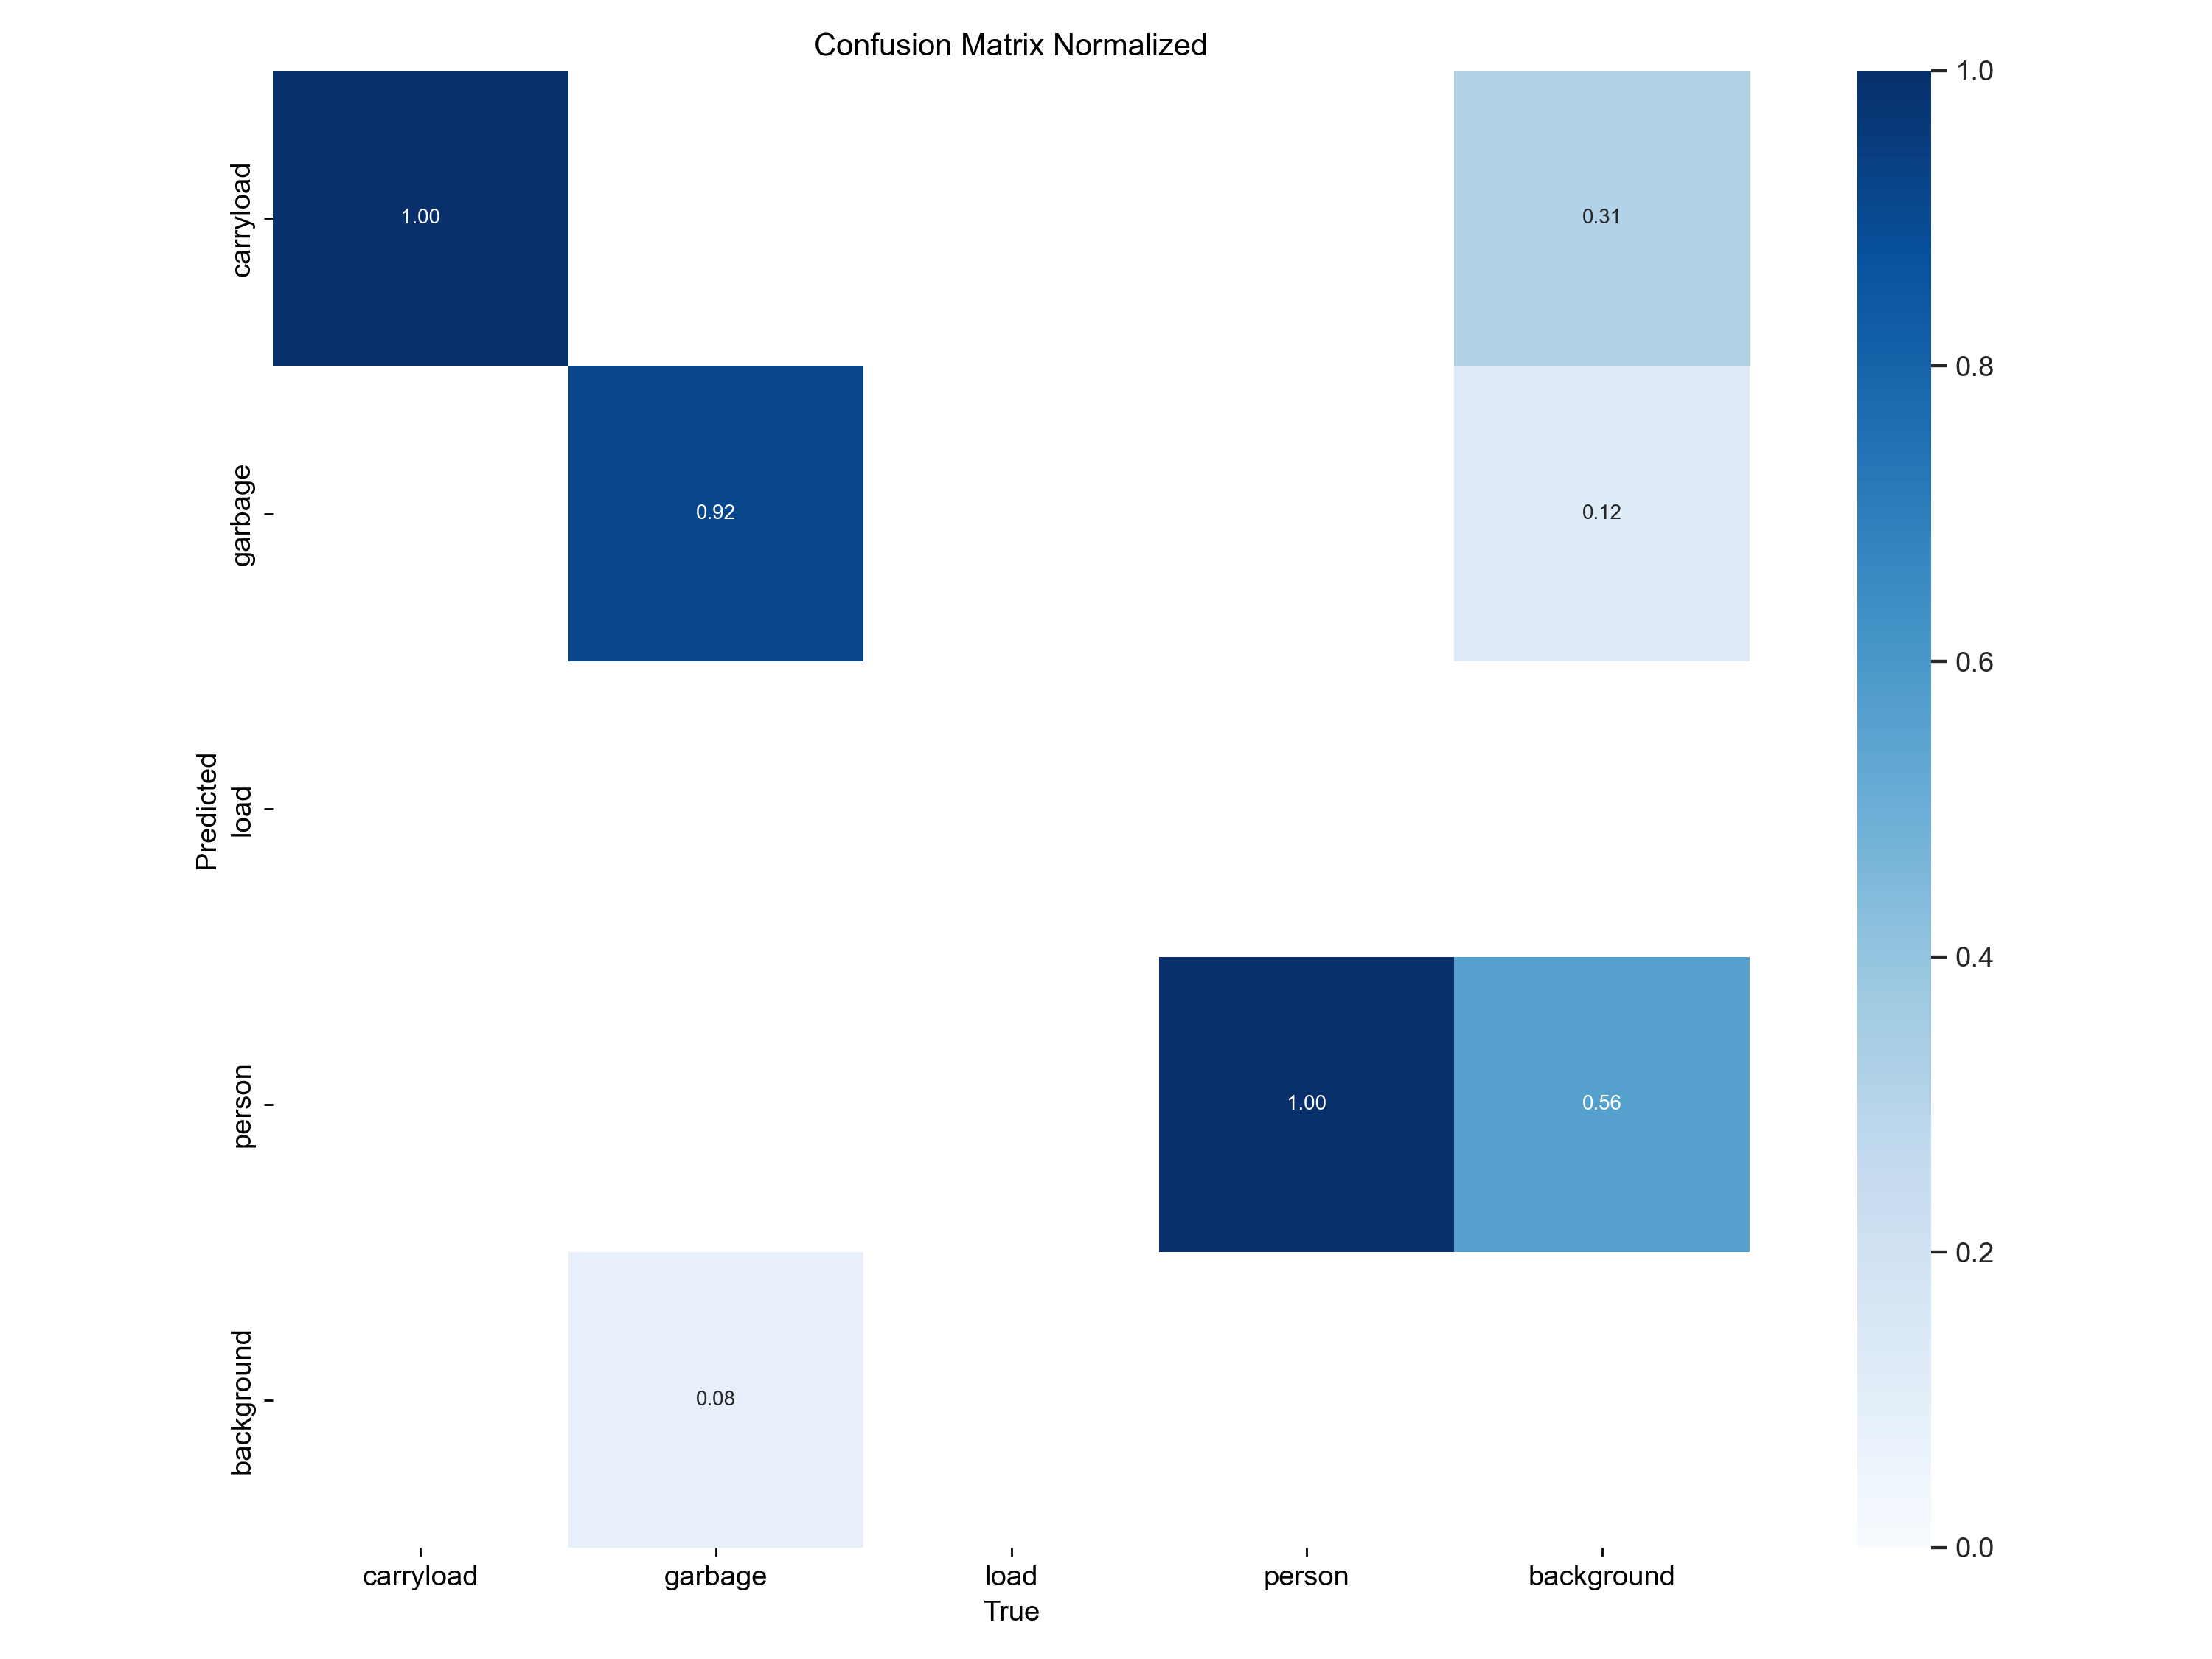 Confusion Matrix Normalized
1.0
carryload
1.00
0.31
0.8
garbage
0.92
0.12
0.6
Predicted
load
0.4
person
1.00
0.56
0.2
background
0.08
0.0
carryload garbage load person background
True